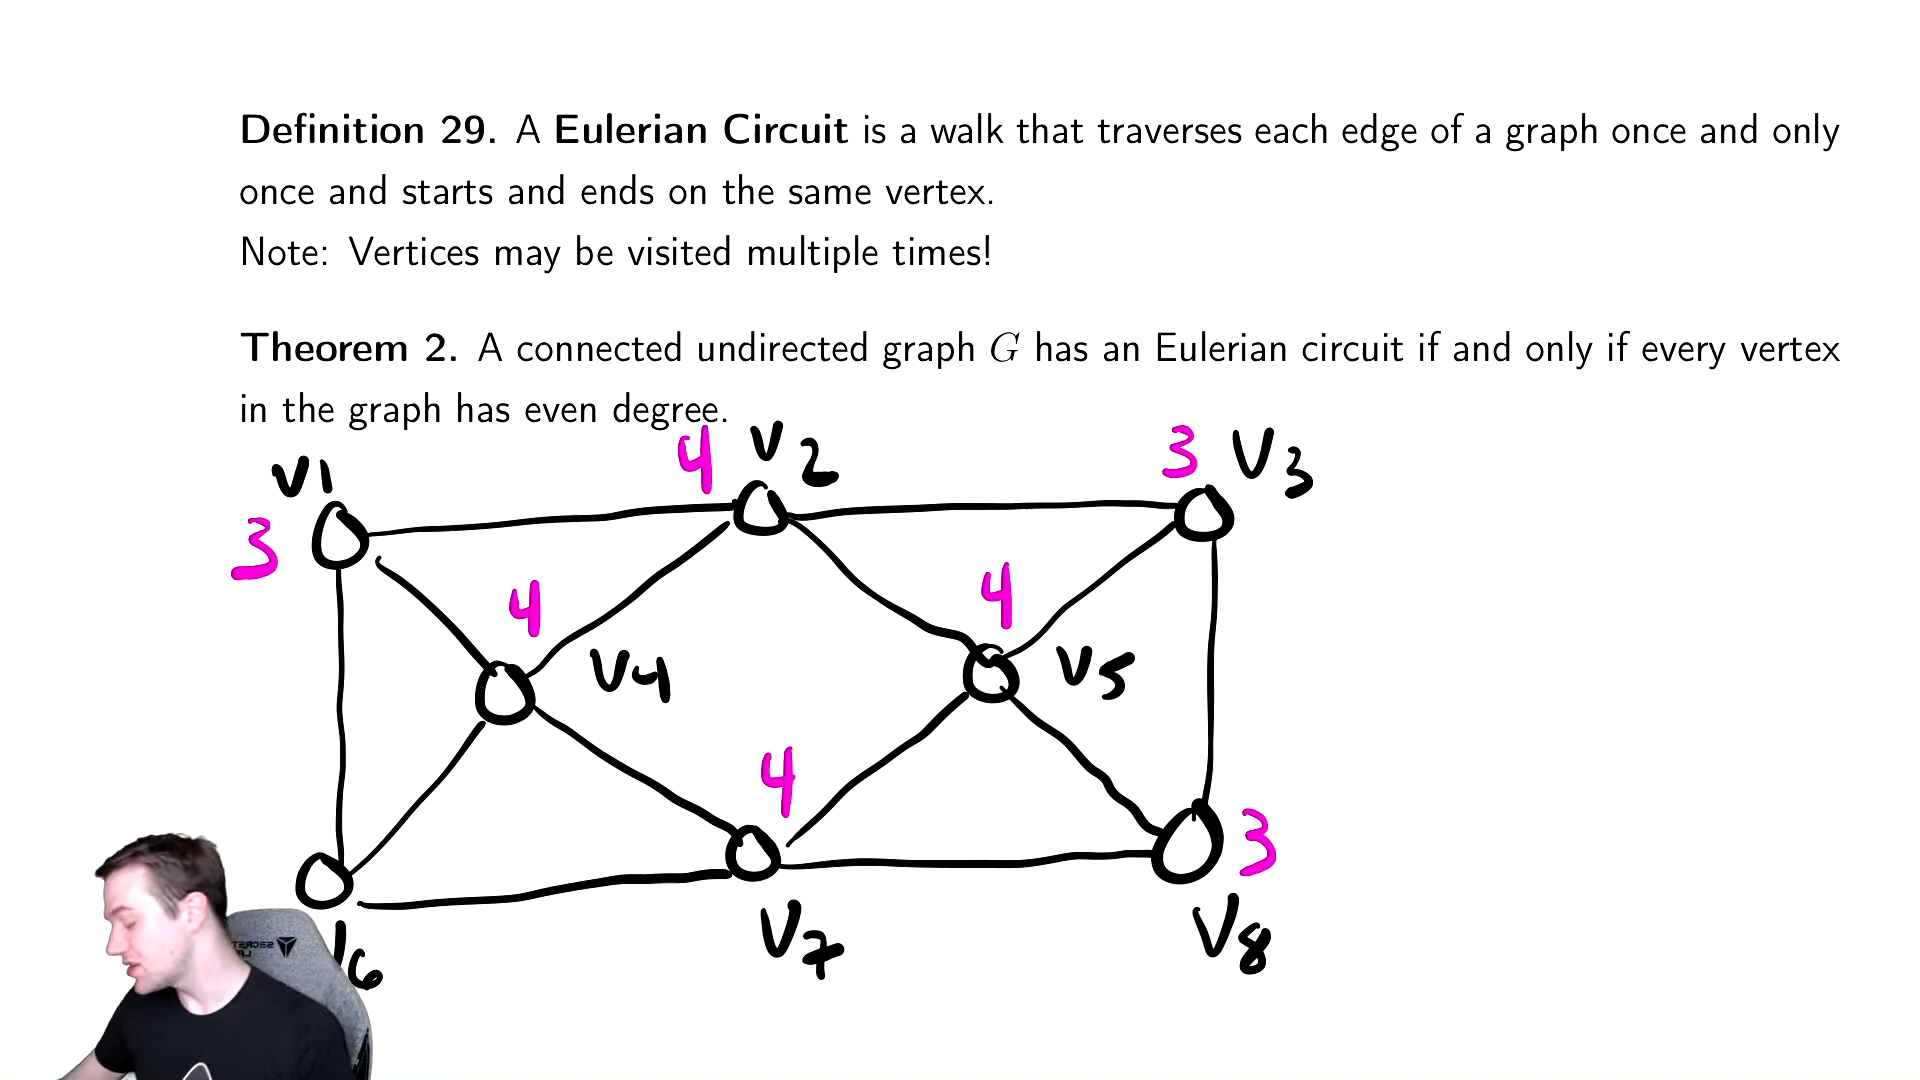 Definition 29. A Eulerian Circuit is a walk that traverses each edge of a graph once and only
once and starts and ends on the same vertex.
Note: Vertices may be visited multiple times!
Theorem 2. A connected undirected graph G has an Eulerian circuit if and only if every vertex
in the graph has even degree.
4 V2
3 V3
V1
3
4
4
V4
V5
4
3
V7
V8
6